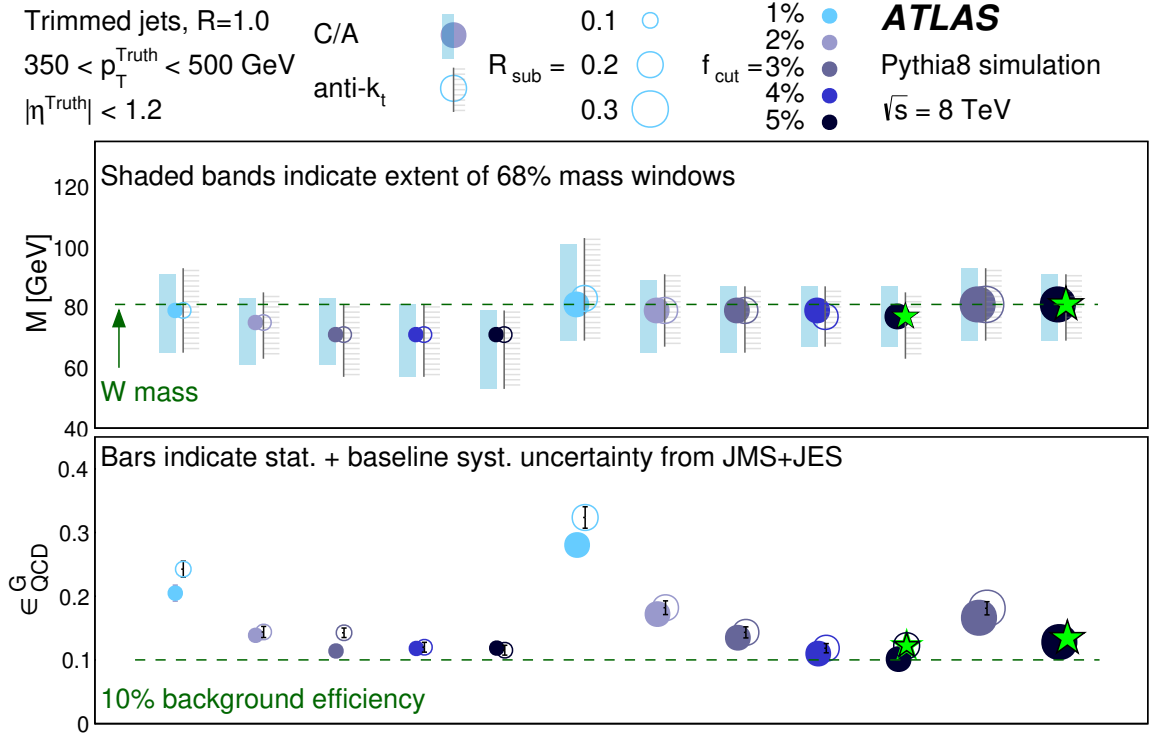 Trimmed jets, R=1.0
350 < p_T^Truth < 500 GeV
|η^Truth| < 1.2
C/A
anti-k_t
R_sub =
0.1
0.2
0.3
f_cut =
1%
2%
3%
4%
5%
ATLAS
Pythia8 simulation
√s = 8 TeV
Shaded bands indicate extent of 68% mass windows
M [GeV]
120
100
80
60
40
W mass
Bars indicate stat. + baseline syst. uncertainty from JMS+JES
∈_QCD^G
0.4
0.3
0.2
0.1
0
10% background efficiency